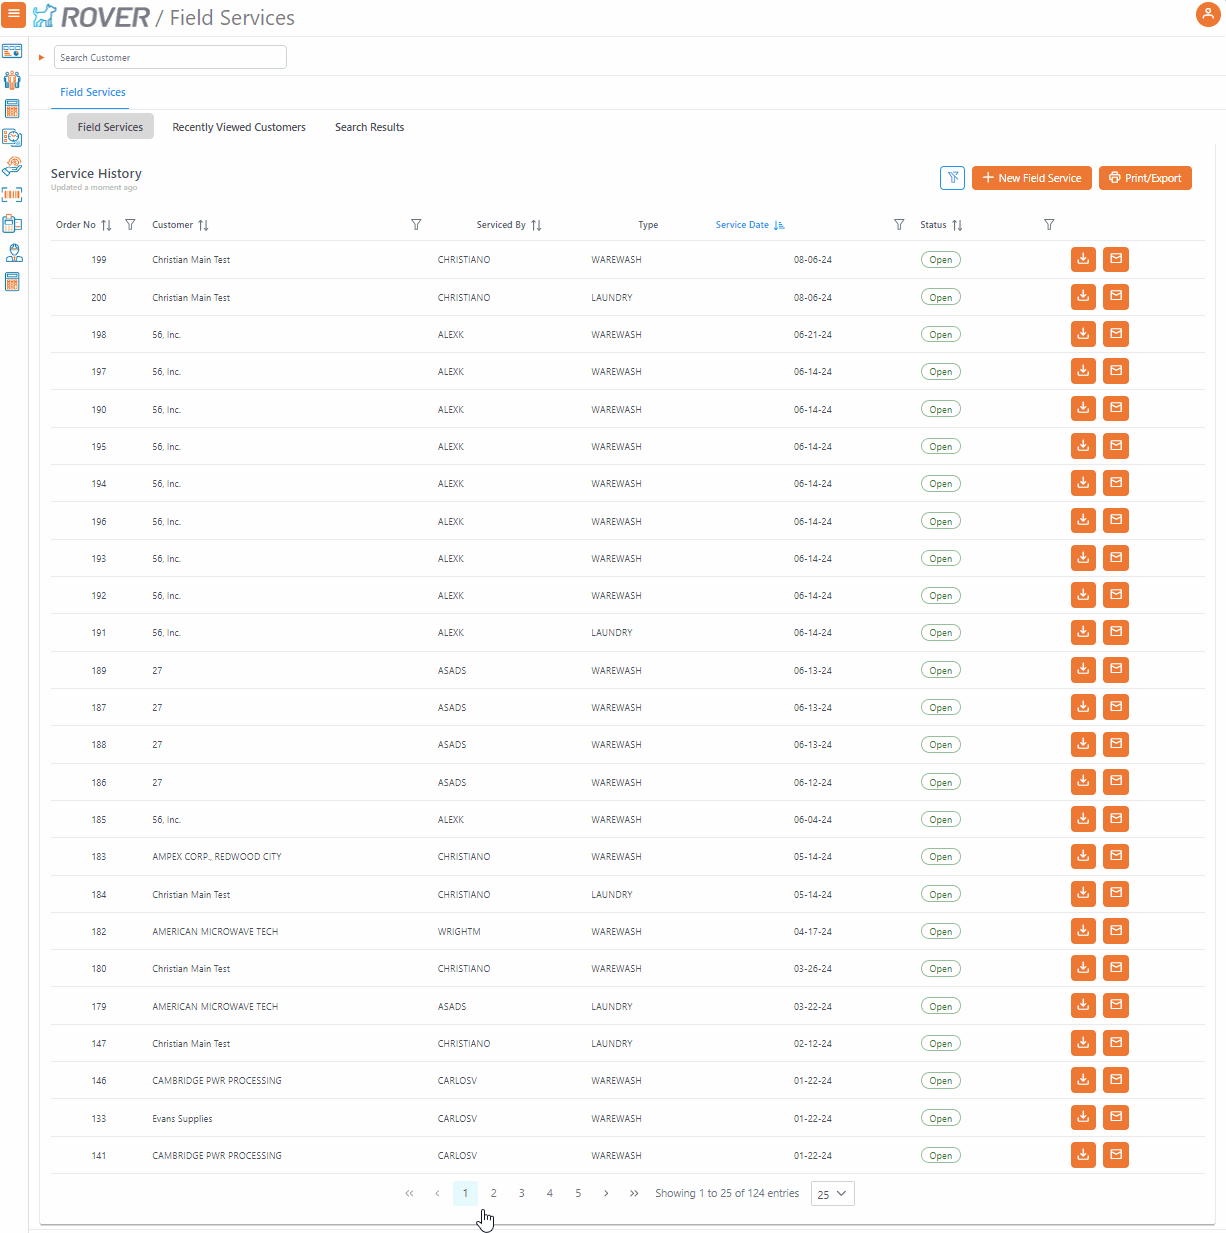 ROVER / Field Services
Search Customer
Field Services
Field Services Recently Viewed Customers Search Results
Service History
Updated a moment ago
New Field Service Print/Export
Order No Customer Serviced By Type Service Date Status
199 Christian Main Test CHRISTIANO WAREWASH 08-06-24 Open
200 Christian Main Test CHRISTIANO LAUNDRY 08-06-24 Open
198 56, Inc. ALEXK WAREWASH 06-21-24 Open
197 56, Inc. ALEXK WAREWASH 06-14-24 Open
190 56, Inc. ALEXK WAREWASH 06-14-24 Open
195 56, Inc. ALEXK WAREWASH 06-14-24 Open
194 56, Inc. ALEXK WAREWASH 06-14-24 Open
196 56, Inc. ALEXK WAREWASH 06-14-24 Open
193 56, Inc. ALEXK WAREWASH 06-14-24 Open
192 56, Inc. ALEXK WAREWASH 06-14-24 Open
191 56, Inc. ALEXK LAUNDRY 06-14-24 Open
189 27 ASADS WAREWASH 06-13-24 Open
187 27 ASADS WAREWASH 06-13-24 Open
188 27 ASADS WAREWASH 06-13-24 Open
186 27 ASADS WAREWASH 06-12-24 Open
185 56, Inc. ALEXK WAREWASH 06-04-24 Open
183 AMPEX CORP., REDWOOD CITY CHRISTIANO WAREWASH 05-14-24 Open
184 Christian Main Test CHRISTIANO LAUNDRY 05-14-24 Open
182 AMERICAN MICROWAVE TECH WRIGHTM WAREWASH 04-17-24 Open
180 Christian Main Test CHRISTIANO WAREWASH 03-26-24 Open
179 AMERICAN MICROWAVE TECH ASADS LAUNDRY 03-22-24 Open
147 Christian Main Test CHRISTIANO LAUNDRY 02-12-24 Open
146 CAMBRIDGE PWR PROCESSING CARLOSV WAREWASH 01-22-24 Open
133 Evans Supplies CARLOSV WAREWASH 01-22-24 Open
141 CAMBRIDGE PWR PROCESSING CARLOSV WAREWASH 01-22-24 Open
« ‹ 1 2 3 4 5 › » Showing 1 to 25 of 124 entries 25